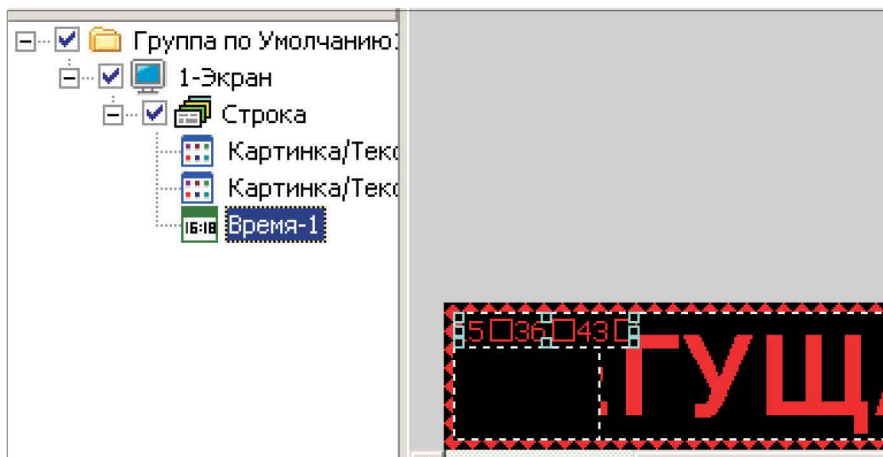 Группа по Умолчанию:
1-Экран
Строка
Картинка/Текс
Картинка/Текс
16:18 Время-1
5□36□43□
ГУЩ